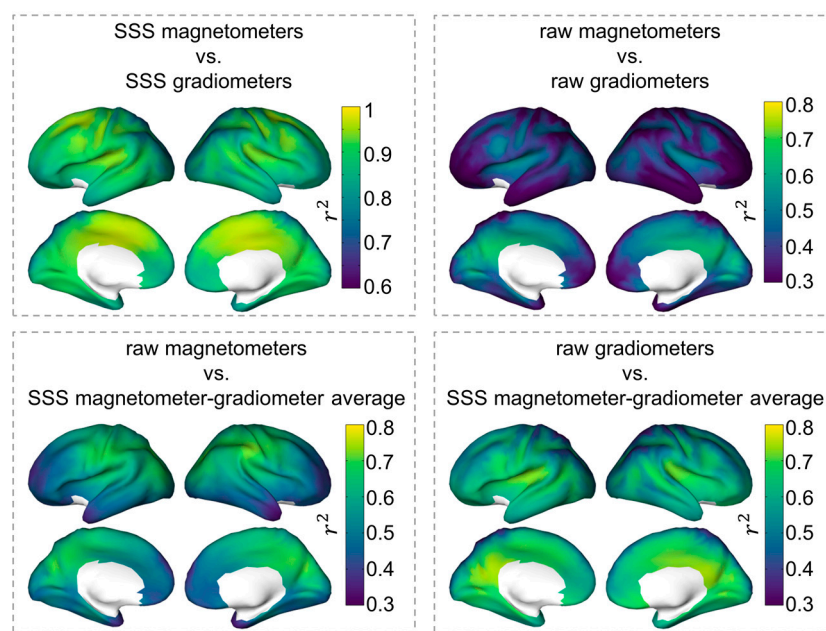 SSS magnetometers
vs.
SSS gradiometers
1
0.9
0.8
0.7
0.6
r²
raw magnetometers
vs.
raw gradiometers
0.8
0.7
0.6
0.5
0.4
0.3
r²
raw magnetometers
vs.
SSS magnetometer-gradiometer average
0.8
0.7
0.6
0.5
0.4
0.3
r²
raw gradiometers
vs.
SSS magnetometer-gradiometer average
0.8
0.7
0.6
0.5
0.4
0.3
r²